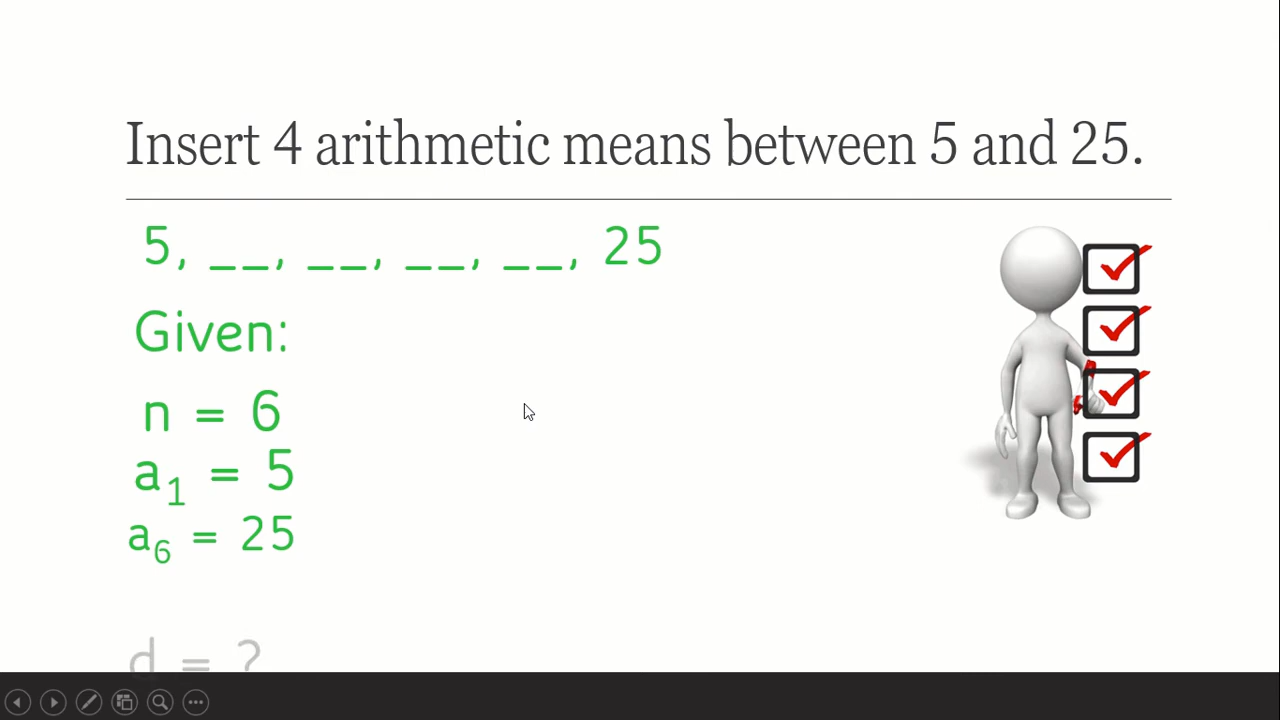 Insert 4 arithmetic means between 5 and 25.
5, __, __, __, __, 25
Given:
n = 6
a₁ = 5
a₆ = 25
d = ?